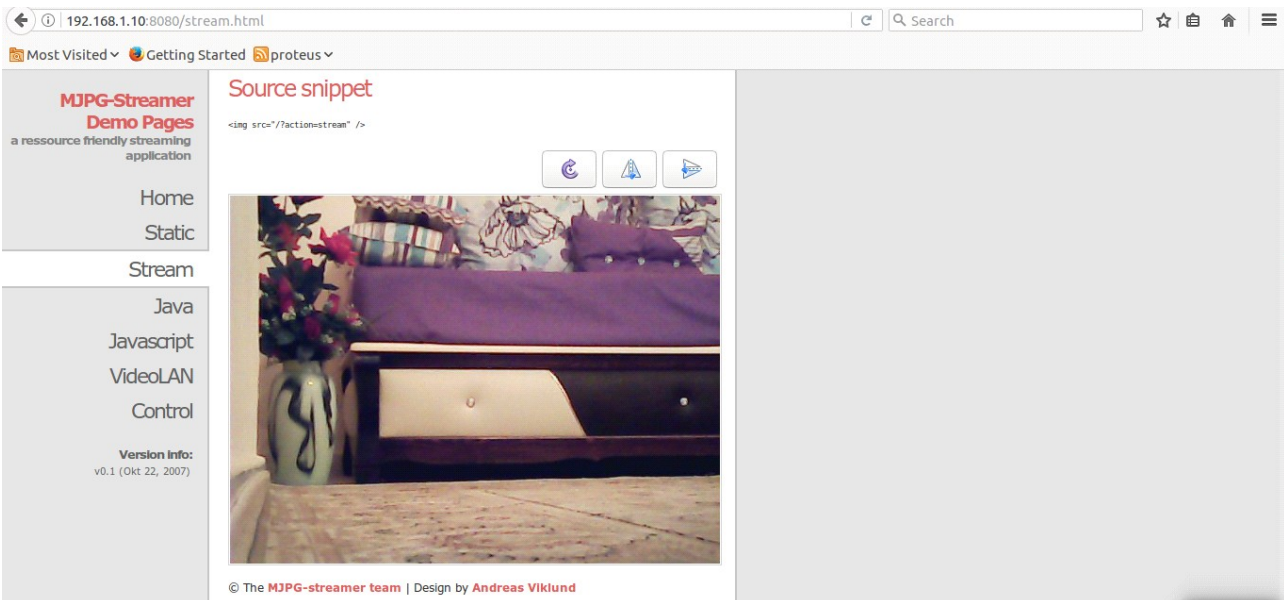 192.168.1.10:8080/stream.html
Search
Most Visited
Getting Started
proteus
MJPG-Streamer
Demo Pages
a ressource friendly streaming
application
Home
Static
Stream
Java
Javascript
VideoLAN
Control
Version info:
v0.1 (Okt 22, 2007)
Source snippet
<img src="/?action=stream" />
© The MJPG-streamer team | Design by Andreas Viklund